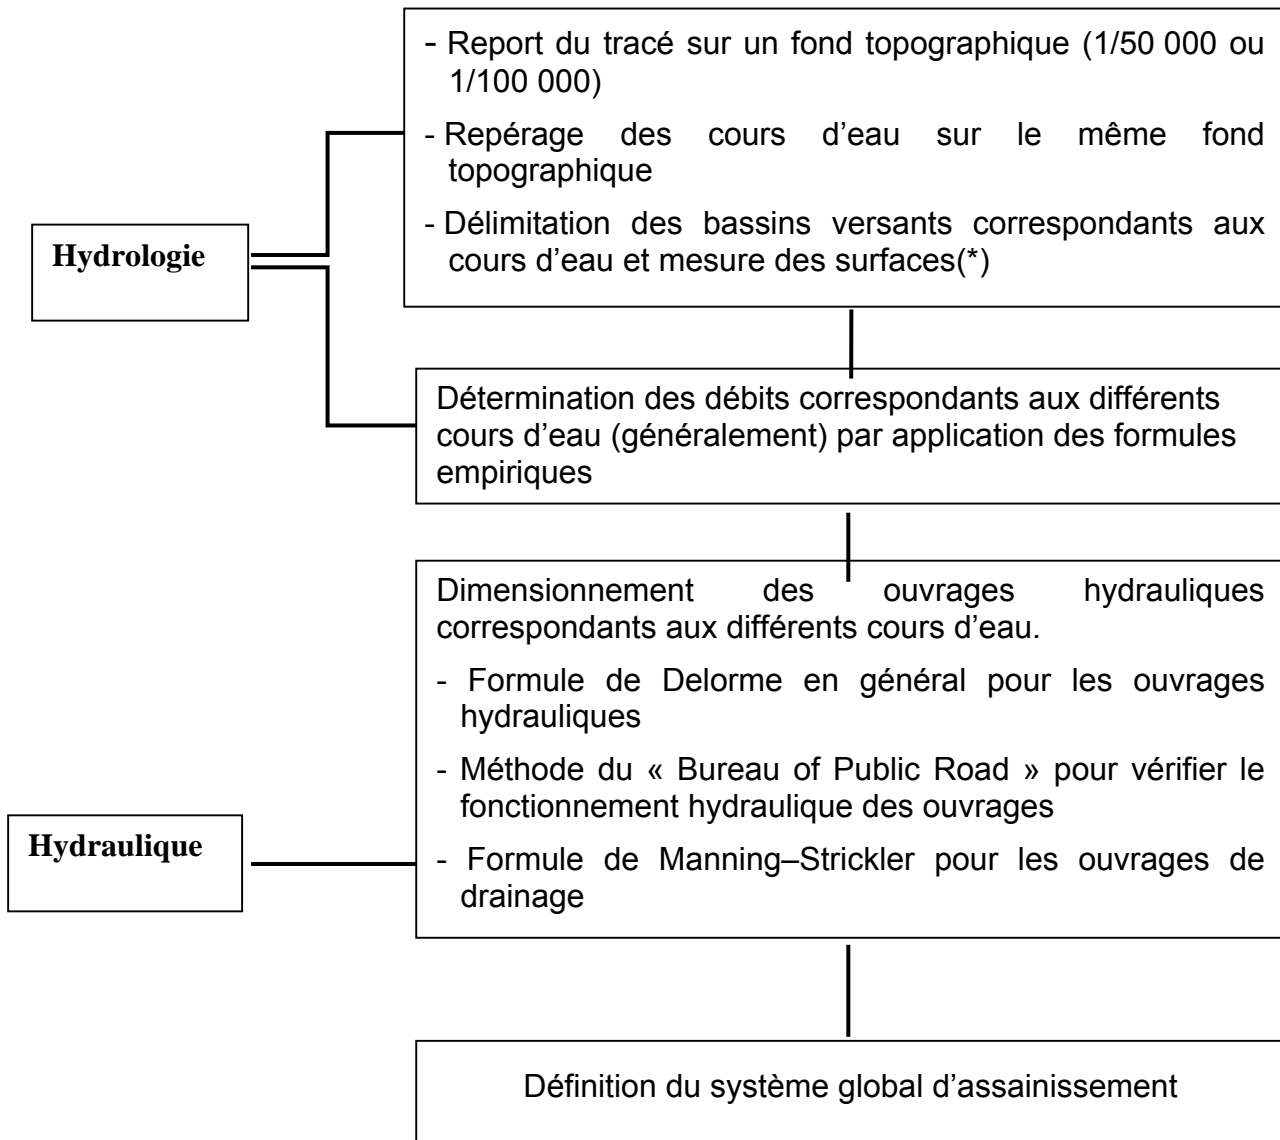 - Report du tracé sur un fond topographique (1/50 000 ou
1/100 000)
- Repérage des cours d’eau sur le même fond
topographique
- Délimitation des bassins versants correspondants aux
cours d’eau et mesure des surfaces(*)
Hydrologie
Détermination des débits correspondants aux différents
cours d’eau (généralement) par application des formules
empiriques
Dimensionnement des ouvrages hydrauliques
correspondants aux différents cours d’eau.
- Formule de Delorme en général pour les ouvrages
hydrauliques
- Méthode du « Bureau of Public Road » pour vérifier le
fonctionnement hydraulique des ouvrages
- Formule de Manning–Strickler pour les ouvrages de
drainage
Hydraulique
Définition du système global d’assainissement